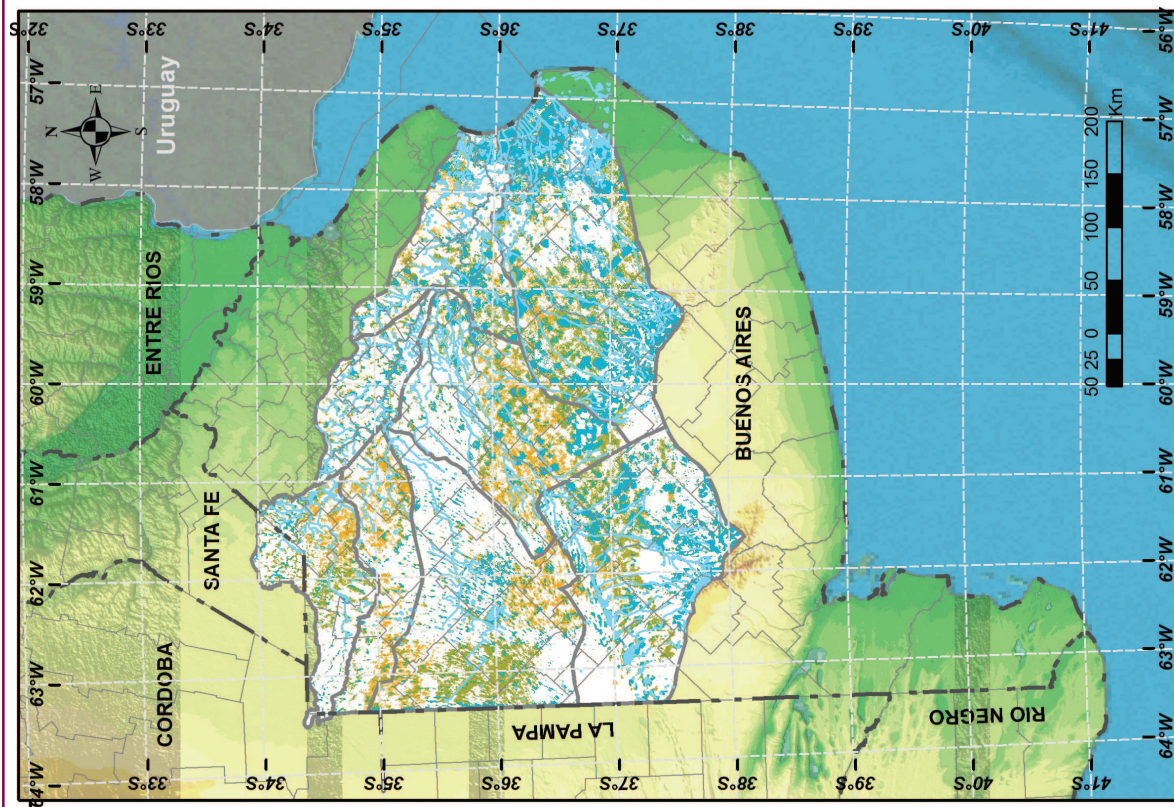 64°W 63°W 62°W 61°W 60°W 59°W 58°W 57°W
32°S
N
W E
S
33°S 33°S
CORDOBA ENTRE RIOS Uruguay
SANTA FE
34°S 34°S
35°S 35°S
36°S 36°S
LA PAMPA
37°S 37°S
38°S 38°S
BUENOS AIRES
39°S 39°S
40°S 40°S
RIO NEGRO
41°S 41°S
50 25 0 50 100 150 200
Km
64°W 63°W 62°W 61°W 60°W 59°W 58°W 57°W 56°W